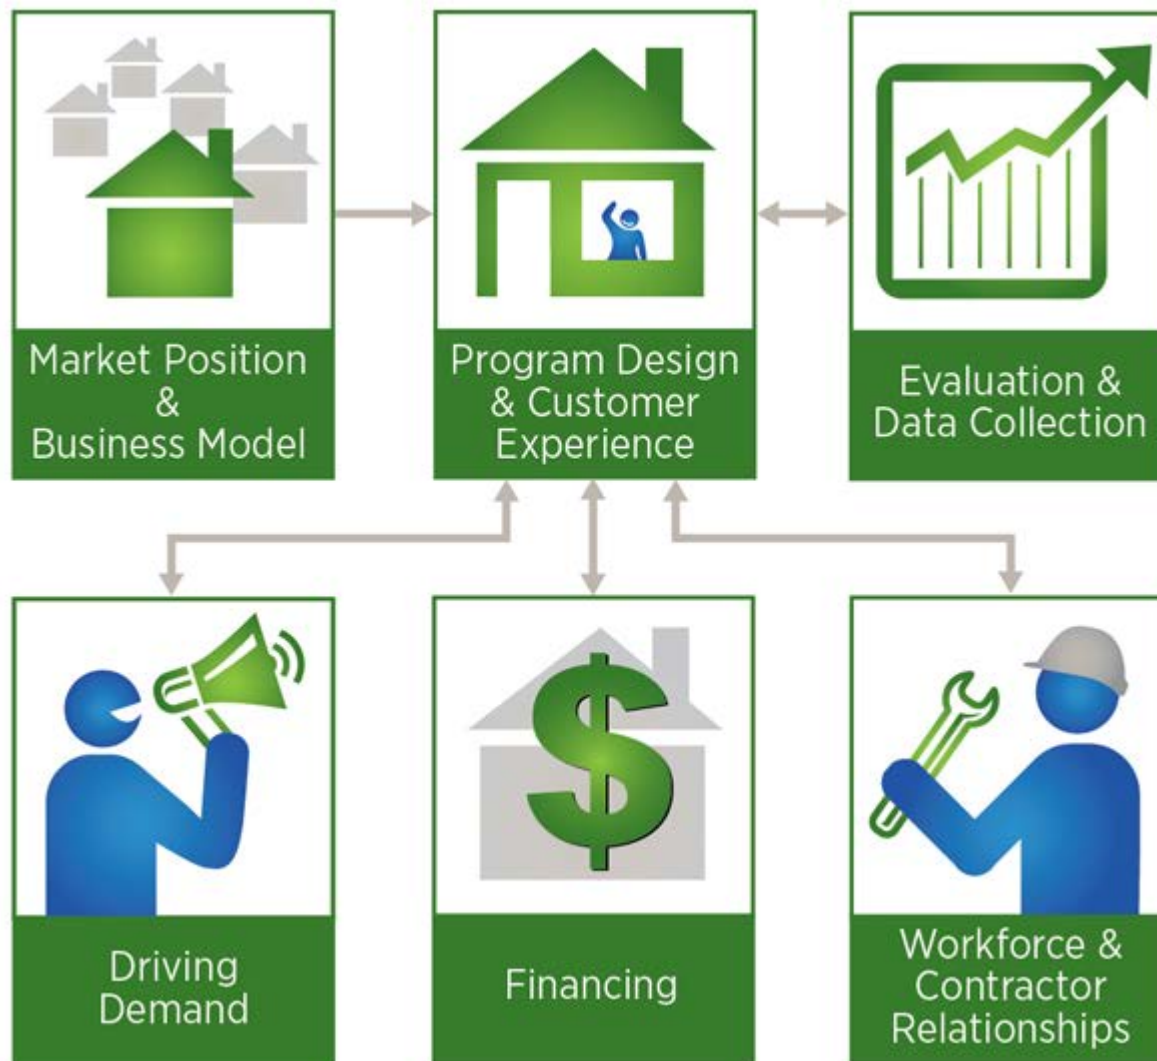 Market Position
&
Business Model
Program Design
& Customer
Experience
Evaluation &
Data Collection
Driving
Demand
Financing
Workforce &
Contractor
Relationships